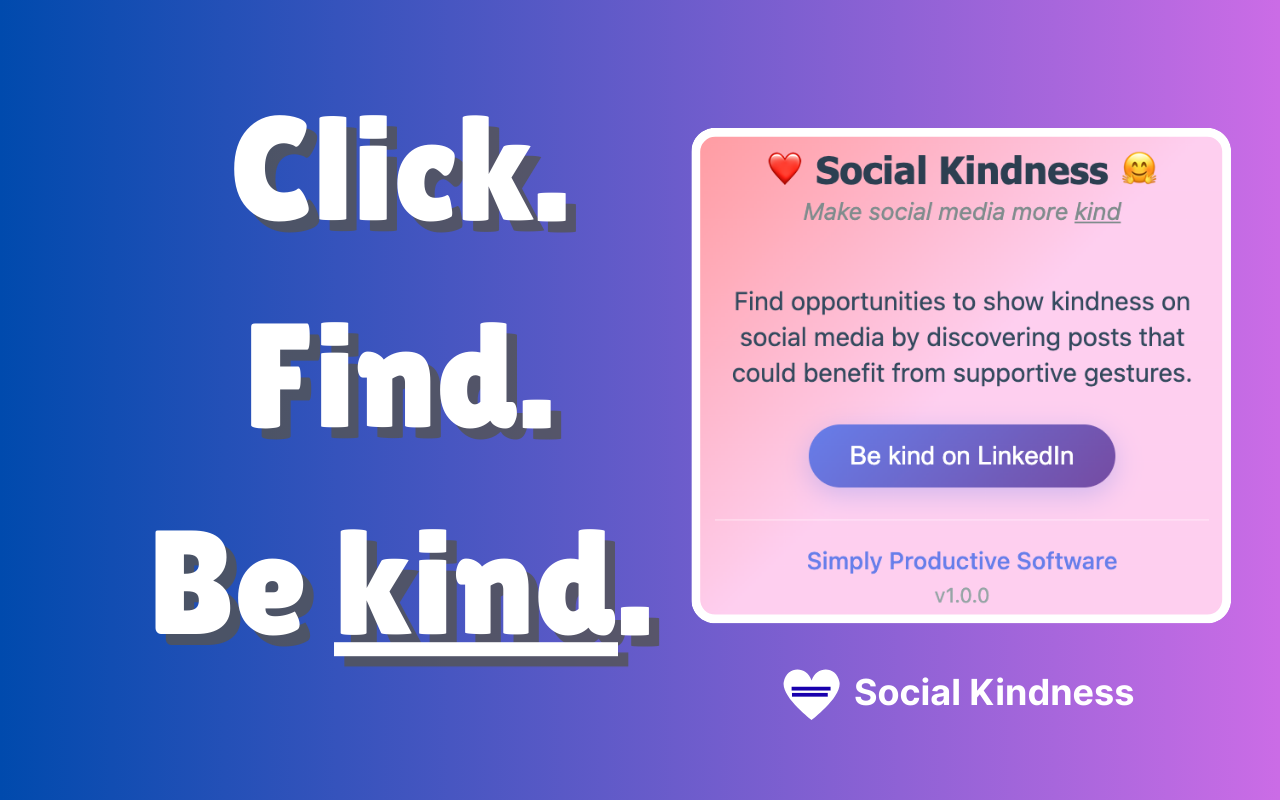 Click.
Find.
Be kind.
❤️ Social Kindness 🤗
Make social media more kind
Find opportunities to show kindness on
social media by discovering posts that
could benefit from supportive gestures.
Be kind on LinkedIn
Simply Productive Software
v1.0.0
Social Kindness